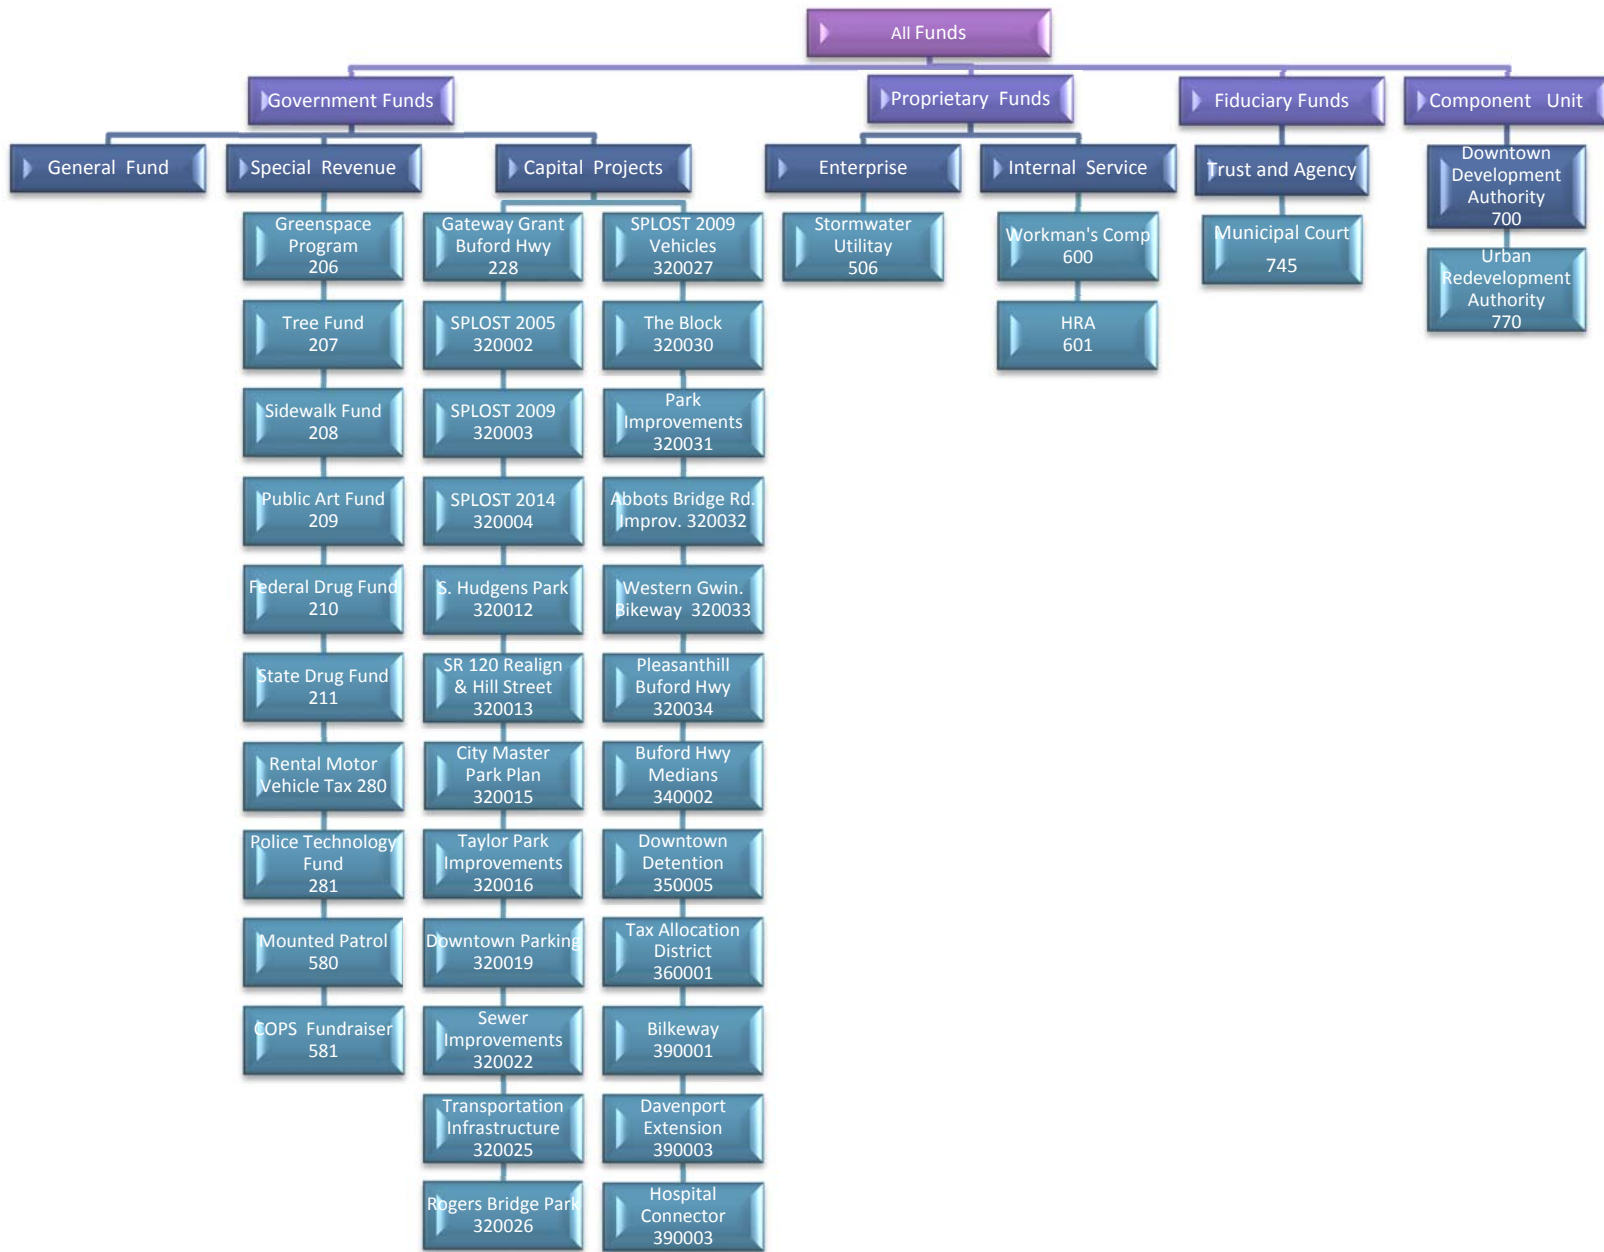 All Funds
Government Funds
Proprietary Funds
Fiduciary Funds
Component Unit
General Fund
Special Revenue
Capital Projects
Enterprise
Internal Service
Trust and Agency
Downtown
Development
Authority
700
Greenspace
Program
206
Tree Fund
207
Sidewalk Fund
208
Public Art Fund
209
Federal Drug Fund
210
State Drug Fund
211
Rental Motor
Vehicle Tax 280
Police Technology
Fund
281
Mounted Patrol
580
COPS Fundraiser
581
Gateway Grant
Buford Hwy
228
SPLOST 2005
320002
SPLOST 2009
320003
SPLOST 2014
320004
S. Hudgens Park
320012
SR 120 Realign
& Hill Street
320013
City Master
Park Plan
320015
Taylor Park
Improvements
320016
Downtown Parking
320019
Sewer
Improvements
320022
Transportation
Infrastructure
320025
Rogers Bridge Park
320026
SPLOST 2009
Vehicles
320027
The Block
320030
Park
Improvements
320031
Abbots Bridge Rd.
Improv. 320032
Western Gwin.
Bikeway 320033
Pleasanthill
Buford Hwy
320034
Buford Hwy
Medians
340002
Downtown
Detention
350005
Tax Allocation
District
360001
Bilkeway
390001
Davenport
Extension
390003
Hospital
Connector
390003
Stormwater
Utilitay
506
Workman's Comp
600
HRA
601
Municipal Court
745
Urban
Redevelopment
Authority
770